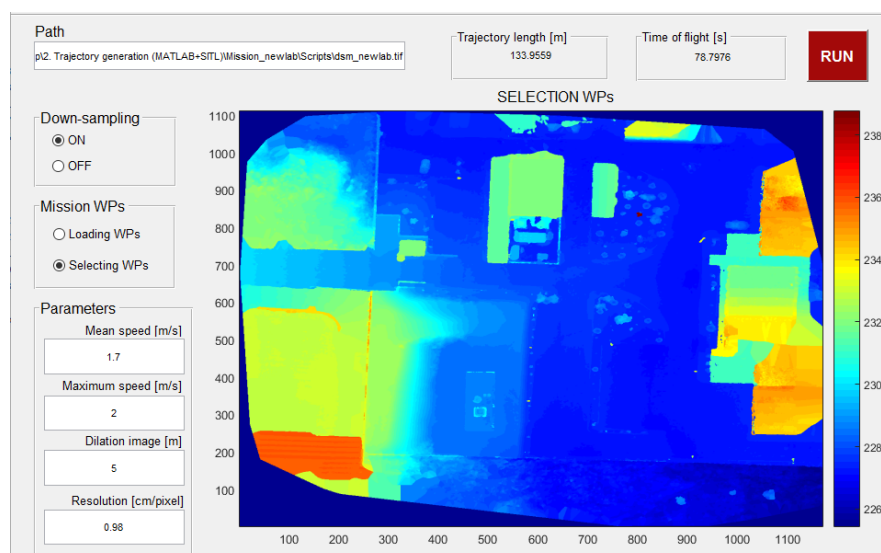 Path
p\2. Trajectory generation (MATLAB+SITL)\Mission_newlab\Scripts\dsm_newlab.tif
Trajectory length [m]
133.9559
Time of flight [s]
78.7976
RUN
Down-sampling
ON
OFF
Mission WPs
Loading WPs
Selecting WPs
Parameters
Mean speed [m/s]
1.7
Maximum speed [m/s]
2
Dilation image [m]
5
Resolution [cm/pixel]
0.98
SELECTION WPs
1100
1000
900
800
700
600
500
400
300
200
100
100 200 300 400 500 600 700 800 900 1000 1100
238
236
234
232
230
228
226